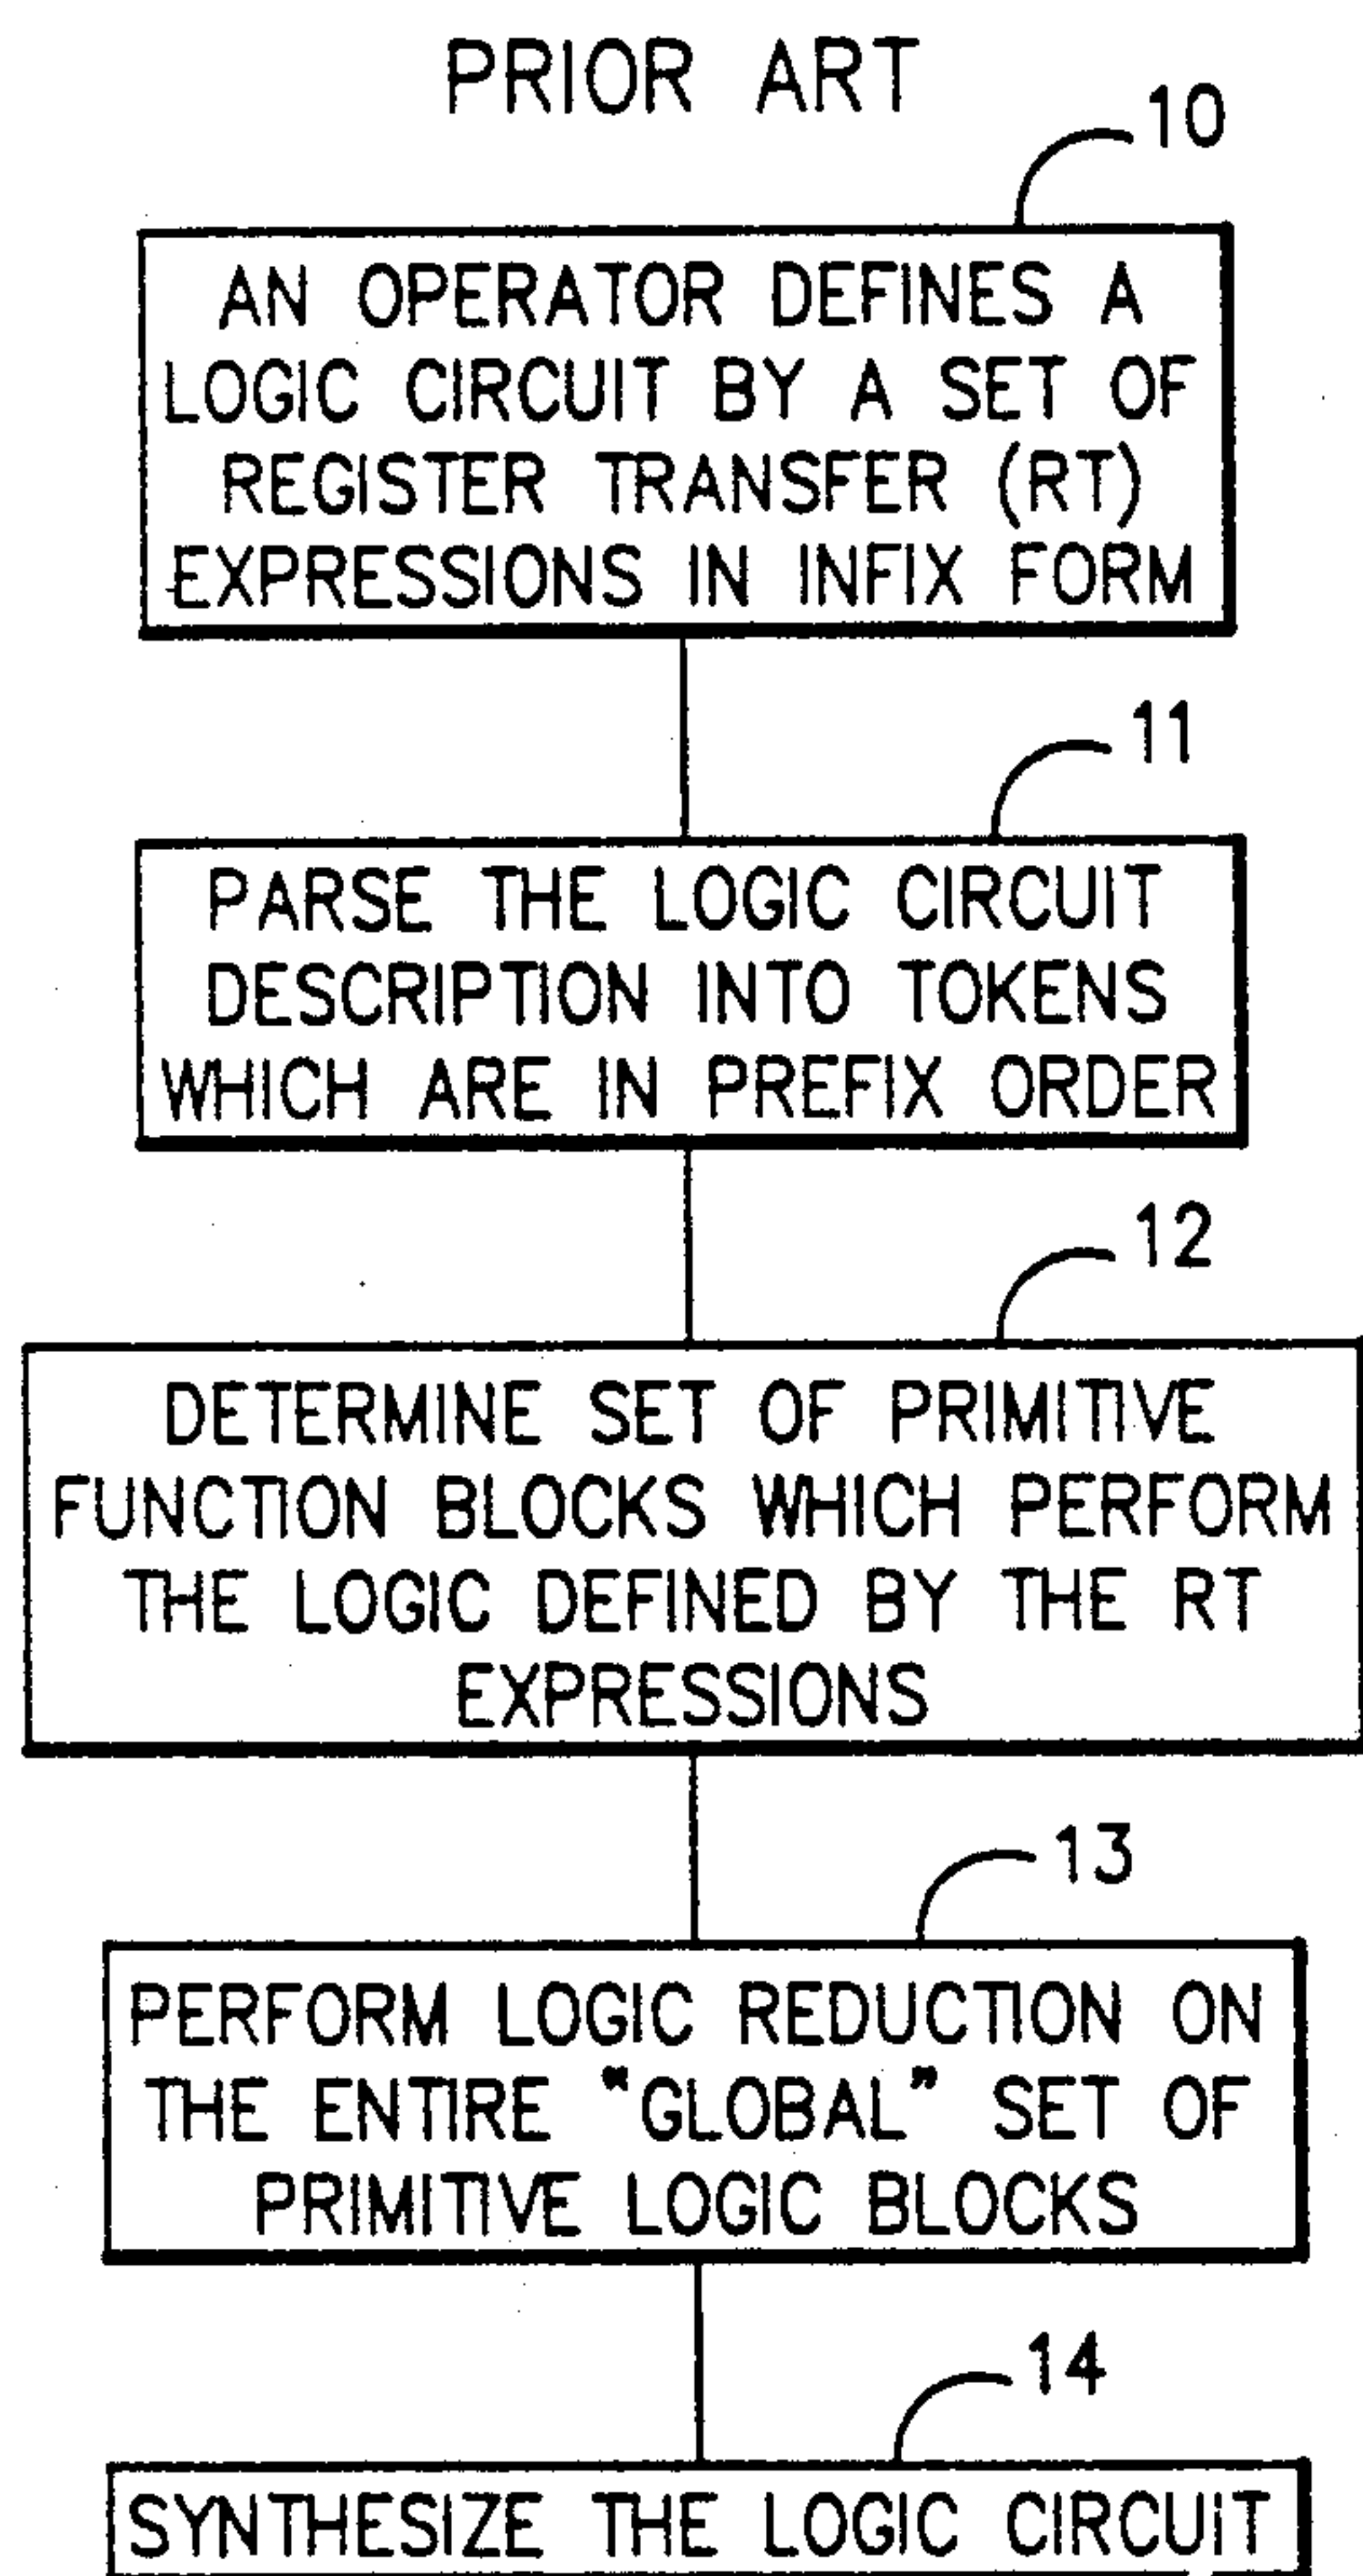 PRIOR ART
10
AN OPERATOR DEFINES A
LOGIC CIRCUIT BY A SET OF
REGISTER TRANSFER (RT)
EXPRESSIONS IN INFIX FORM
11
PARSE THE LOGIC CIRCUIT
DESCRIPTION INTO TOKENS
WHICH ARE IN PREFIX ORDER
12
DETERMINE SET OF PRIMITIVE
FUNCTION BLOCKS WHICH PERFORM
THE LOGIC DEFINED BY THE RT
EXPRESSIONS
13
PERFORM LOGIC REDUCTION ON
THE ENTIRE "GLOBAL" SET OF
PRIMITIVE LOGIC BLOCKS
14
SYNTHESIZE THE LOGIC CIRCUIT